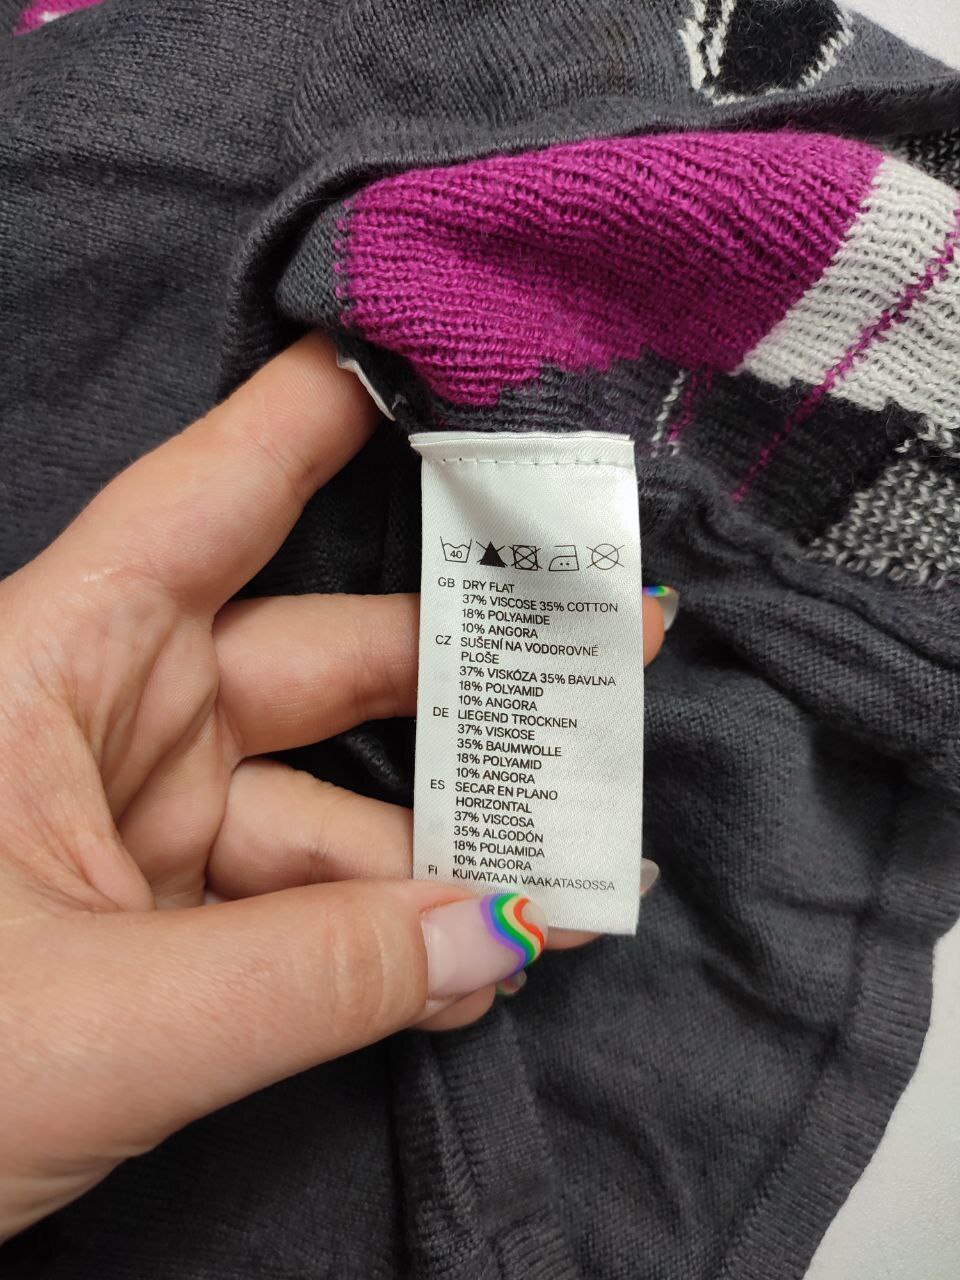 40
GB DRY FLAT
37% VISCOSE 35% COTTON
18% POLYAMIDE
10% ANGORA
CZ SUŠENÍ NA VODOROVNÉ
PLOŠE
37% VISKÓZA 35% BAVLNA
18% POLYAMID
10% ANGORA
DE LIEGEND TROCKNEN
37% VISKOSE
35% BAUMWOLLE
18% POLYAMID
10% ANGORA
ES SECAR EN PLANO
HORIZONTAL
37% VISCOSA
35% ALGODÓN
18% POLIAMIDA
10% ANGORA
FI KUIVATAAN VAAKATASOSSA